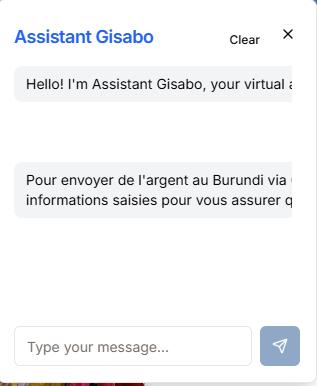 Assistant Gisabo
Clear
Hello! I'm Assistant Gisabo, your virtual
Pour envoyer de l'argent au Burundi via
informations saisies pour vous assurer
Type your message...